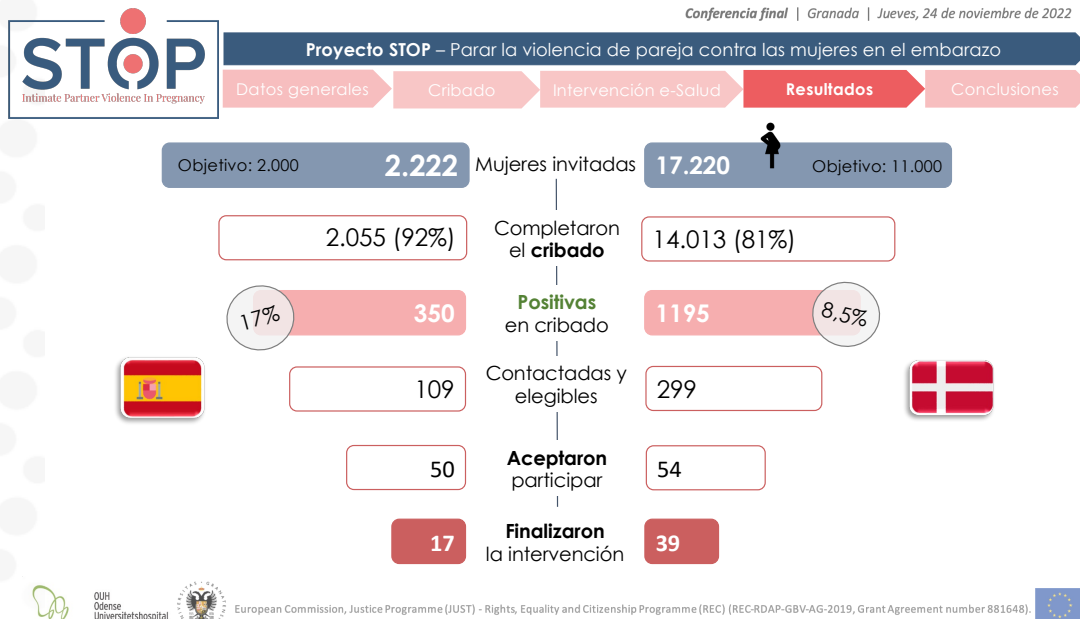 Conferencia final | Granada | Jueves, 24 de noviembre de 2022
STOP
Intimate Partner Violence In Pregnancy
Proyecto STOP – Parar la violencia de pareja contra las mujeres en el embarazo
Datos generales
Cribado
Intervención e-Salud
Resultados
Conclusiones
Objetivo: 2.000
2.222
Mujeres invitadas
17.220
Objetivo: 11.000
2.055 (92%)
Completaron
el cribado
14.013 (81%)
17%
350
Positivas
en cribado
1195
8,5%
109
Contactadas y
elegibles
299
50
Aceptaron
participar
54
17
Finalizaron
la intervención
39
OUH
Odense
Universitetshospital
European Commission, Justice Programme (JUST) - Rights, Equality and Citizenship Programme (REC) (REC-RDAP-GBV-AG-2019, Grant Agreement number 881648).